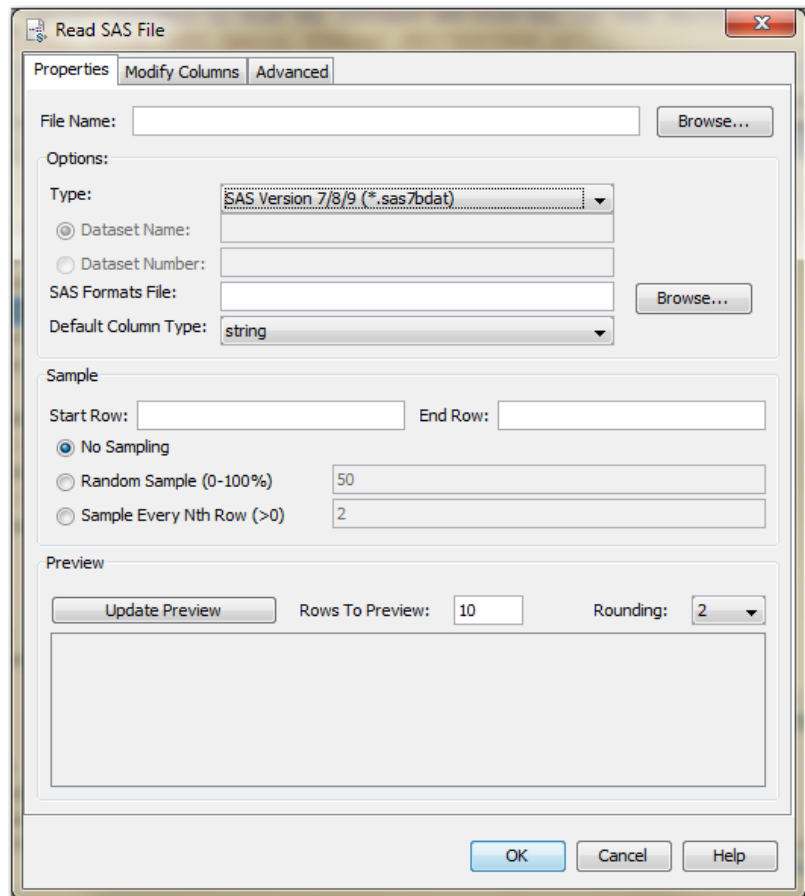 Read SAS File
Properties Modify Columns Advanced
File Name: Browse...
Options:
Type: SAS Version 7/8/9 (*.sas7bdat)
Dataset Name:
Dataset Number:
SAS Formats File: Browse...
Default Column Type: string
Sample
Start Row: End Row:
No Sampling
Random Sample (0-100%) 50
Sample Every Nth Row (>0) 2
Preview
Update Preview Rows To Preview: 10 Rounding: 2
OK Cancel Help